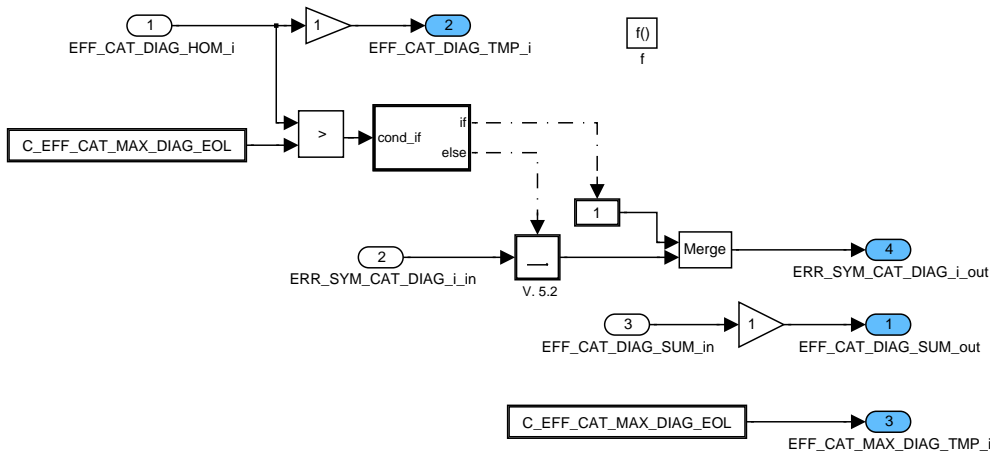 1
EFF_CAT_DIAG_HOM_i
1
2
EFF_CAT_DIAG_TMP_i
f()
f
C_EFF_CAT_MAX_DIAG_EOL
>
cond_if
if
else
1
2
ERR_SYM_CAT_DIAG_i_in
V. 5.2
Merge
4
ERR_SYM_CAT_DIAG_i_out
3
EFF_CAT_DIAG_SUM_in
1
1
EFF_CAT_DIAG_SUM_out
C_EFF_CAT_MAX_DIAG_EOL
3
EFF_CAT_MAX_DIAG_TMP_i